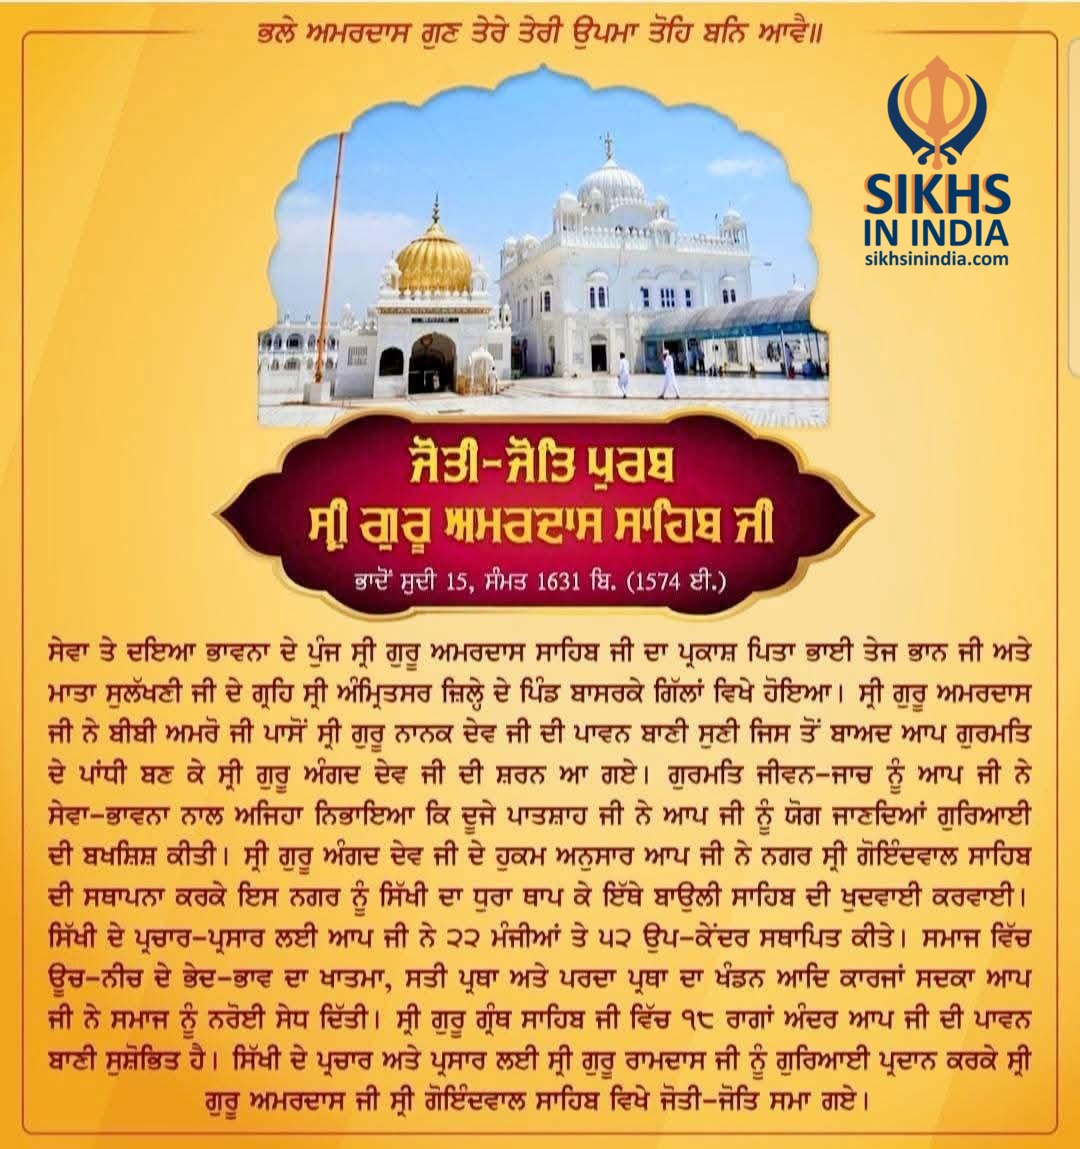 ਭਲੇ ਅਮਰਦਾਸ ਗੁਣ ਤੇਰੇ ਤੇਰੀ ਉਪਮਾ ਤੋਹਿ ਬਨਿ ਆਵੈ॥
SIKHS
IN INDIA
sikhsinindia.com
ਜੋਤੀ-ਜੋਤਿ ਪੁਰਬ
ਸ੍ਰੀ ਗੁਰੂ ਅਮਰਦਾਸ ਸਾਹਿਬ ਜੀ
ਭਾਦੋਂ ਸੁਦੀ 15, ਸੰਮਤ 1631 ਬਿ. (1574 ਈ.)
ਸੇਵਾ ਤੇ ਦਇਆ ਭਾਵਨਾ ਦੇ ਪੁੰਜ ਸ੍ਰੀ ਗੁਰੂ ਅਮਰਦਾਸ ਸਾਹਿਬ ਜੀ ਦਾ ਪ੍ਰਕਾਸ਼ ਪਿਤਾ ਭਾਈ ਤੇਜ ਭਾਨ ਜੀ ਅਤੇ
ਮਾਤਾ ਸੁਲੱਖਣੀ ਜੀ ਦੇ ਗ੍ਰਹਿ ਸ੍ਰੀ ਅੰਮ੍ਰਿਤਸਰ ਜ਼ਿਲ੍ਹੇ ਦੇ ਪਿੰਡ ਬਾਸਰਕੇ ਗਿੱਲਾਂ ਵਿਖੇ ਹੋਇਆ। ਸ੍ਰੀ ਗੁਰੂ ਅਮਰਦਾਸ
ਜੀ ਨੇ ਬੀਬੀ ਅਮਰੋ ਜੀ ਪਾਸੋਂ ਸ੍ਰੀ ਗੁਰੂ ਨਾਨਕ ਦੇਵ ਜੀ ਦੀ ਪਾਵਨ ਬਾਣੀ ਸੁਣੀ ਜਿਸ ਤੋਂ ਬਾਅਦ ਆਪ ਗੁਰਮਤਿ
ਦੇ ਪਾਂਧੀ ਬਣ ਕੇ ਸ੍ਰੀ ਗੁਰੂ ਅੰਗਦ ਦੇਵ ਜੀ ਦੀ ਸ਼ਰਨ ਆ ਗਏ। ਗੁਰਮਤਿ ਜੀਵਨ-ਜਾਚ ਨੂੰ ਆਪ ਜੀ ਨੇ
ਸੇਵਾ-ਭਾਵਨਾ ਨਾਲ ਅਜਿਹਾ ਨਿਭਾਇਆ ਕਿ ਦੂਜੇ ਪਾਤਸ਼ਾਹ ਜੀ ਨੇ ਆਪ ਜੀ ਨੂੰ ਯੋਗ ਜਾਣਦਿਆਂ ਗੁਰਿਆਈ
ਦੀ ਬਖਸ਼ਿਸ਼ ਕੀਤੀ। ਸ੍ਰੀ ਗੁਰੂ ਅੰਗਦ ਦੇਵ ਜੀ ਦੇ ਹੁਕਮ ਅਨੁਸਾਰ ਆਪ ਜੀ ਨੇ ਨਗਰ ਸ੍ਰੀ ਗੋਇੰਦਵਾਲ ਸਾਹਿਬ
ਦੀ ਸਥਾਪਨਾ ਕਰਕੇ ਇਸ ਨਗਰ ਨੂੰ ਸਿੱਖੀ ਦਾ ਧੁਰਾ ਥਾਪ ਕੇ ਇੱਥੇ ਬਾਉਲੀ ਸਾਹਿਬ ਦੀ ਖੁਦਵਾਈ ਕਰਵਾਈ।
ਸਿੱਖੀ ਦੇ ਪ੍ਰਚਾਰ-ਪ੍ਰਸਾਰ ਲਈ ਆਪ ਜੀ ਨੇ ੨੨ ਮੰਜੀਆਂ ਤੇ ੫੨ ਉਪ-ਕੇਂਦਰ ਸਥਾਪਿਤ ਕੀਤੇ। ਸਮਾਜ ਵਿੱਚ
ਊਚ-ਨੀਚ ਦੇ ਭੇਦ-ਭਾਵ ਦਾ ਖਾਤਮਾ, ਸਤੀ ਪ੍ਰਥਾ ਅਤੇ ਪਰਦਾ ਪ੍ਰਥਾ ਦਾ ਖੰਡਨ ਆਦਿ ਕਾਰਜਾਂ ਸਦਕਾ ਆਪ
ਜੀ ਨੇ ਸਮਾਜ ਨੂੰ ਨਰੋਈ ਸੇਧ ਦਿੱਤੀ। ਸ੍ਰੀ ਗੁਰੂ ਗ੍ਰੰਥ ਸਾਹਿਬ ਜੀ ਵਿੱਚ ੧੮ ਰਾਗਾਂ ਅੰਦਰ ਆਪ ਜੀ ਦੀ ਪਾਵਨ
ਬਾਣੀ ਸੁਸ਼ੋਭਿਤ ਹੈ। ਸਿੱਖੀ ਦੇ ਪ੍ਰਚਾਰ ਅਤੇ ਪ੍ਰਸਾਰ ਲਈ ਸ੍ਰੀ ਗੁਰੂ ਰਾਮਦਾਸ ਜੀ ਨੂੰ ਗੁਰਿਆਈ ਪ੍ਰਦਾਨ ਕਰਕੇ ਸ੍ਰੀ
ਗੁਰੂ ਅਮਰਦਾਸ ਜੀ ਸ੍ਰੀ ਗੋਇੰਦਵਾਲ ਸਾਹਿਬ ਵਿਖੇ ਜੋਤੀ-ਜੋਤਿ ਸਮਾ ਗਏ।